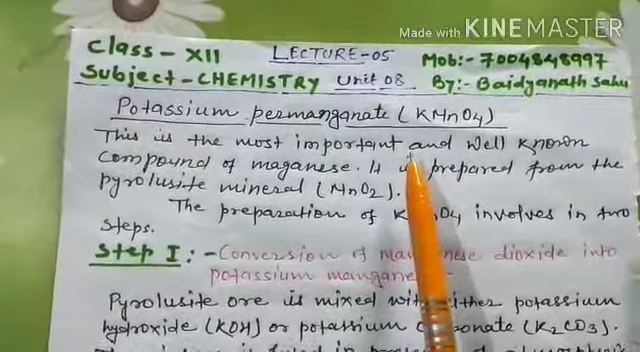 Made with KINEMASTER
Class - XII LECTURE-05 Mob:- 7004848997
Subject - CHEMISTRY Unit 08 By:- Baidyanath Sahu
Potassium permanganate (KMnO4)
This is the most important and well known
compound of maganese. It prepared from the
pyrolusite mineral (MnO2).
The preparation of involves in two
steps.
Step I :- Conversion of dioxide into
potassium
Pyrolusite ore is mixed with either potassium
hydroxide (KOH) or potassium (K2CO3).